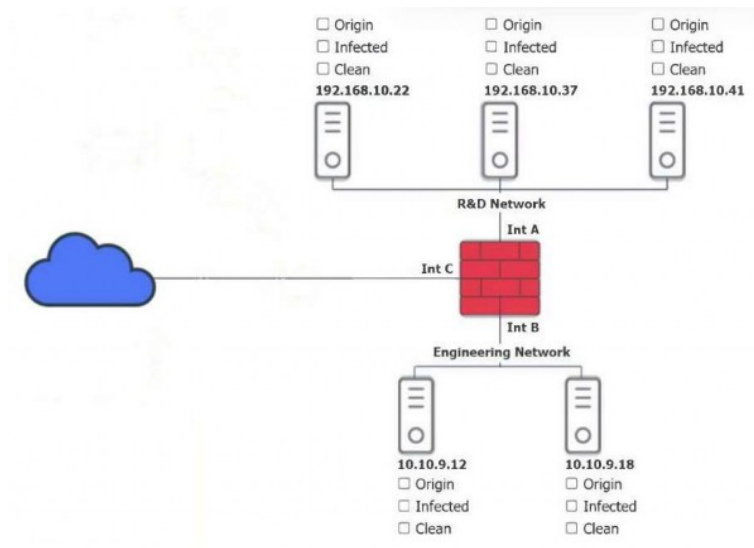 Origin
Infected
Clean
192.168.10.22
Origin
Infected
Clean
192.168.10.37
Origin
Infected
Clean
192.168.10.41
R&D Network
Int A
Int C
Int B
Engineering Network
10.10.9.12
Origin
Infected
Clean
10.10.9.18
Origin
Infected
Clean